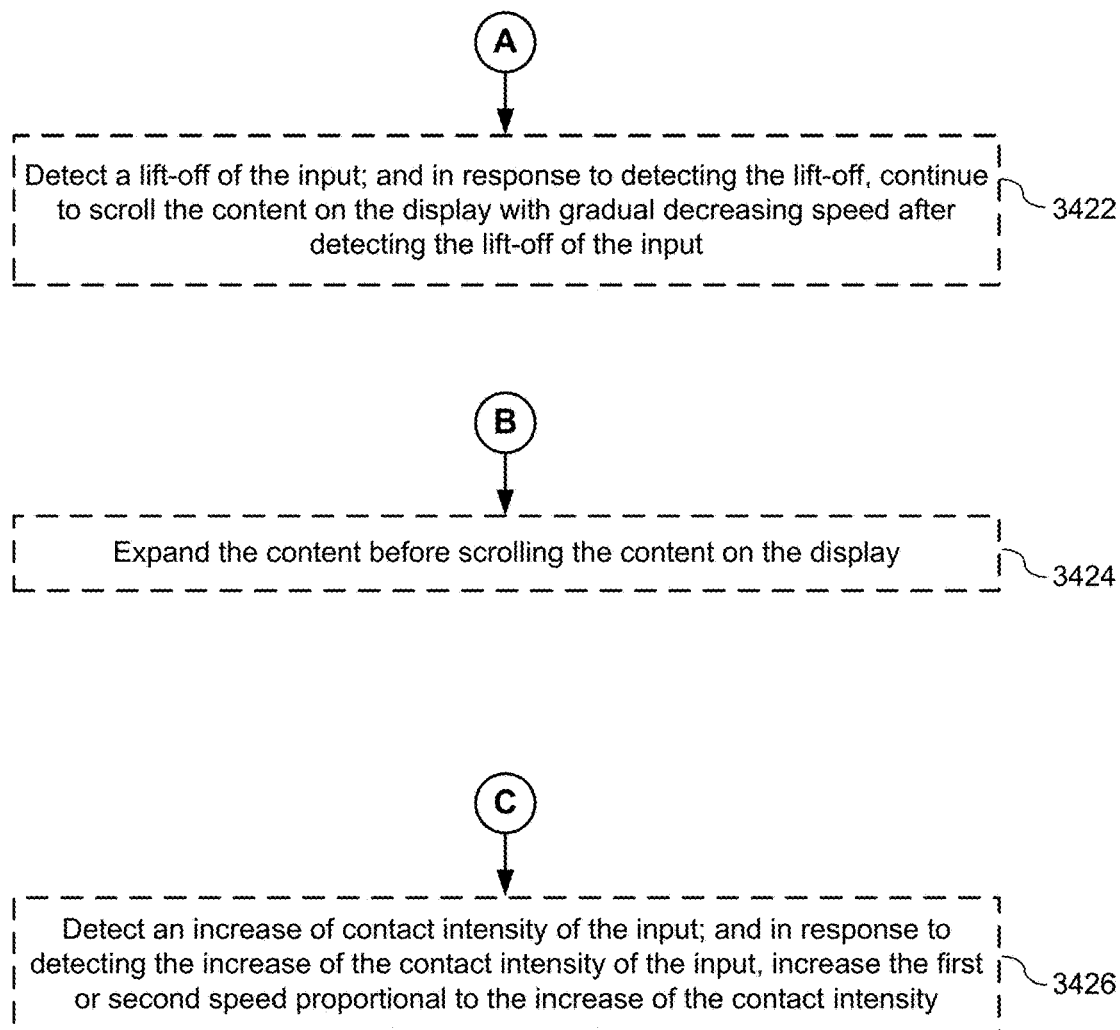 A
Detect a lift-off of the input; and in response to detecting the lift-off, continue
to scroll the content on the display with gradual decreasing speed after
detecting the lift-off of the input
3422
B
Expand the content before scrolling the content on the display
3424
C
Detect an increase of contact intensity of the input; and in response to
detecting the increase of the contact intensity of the input, increase the first
or second speed proportional to the increase of the contact intensity
3426